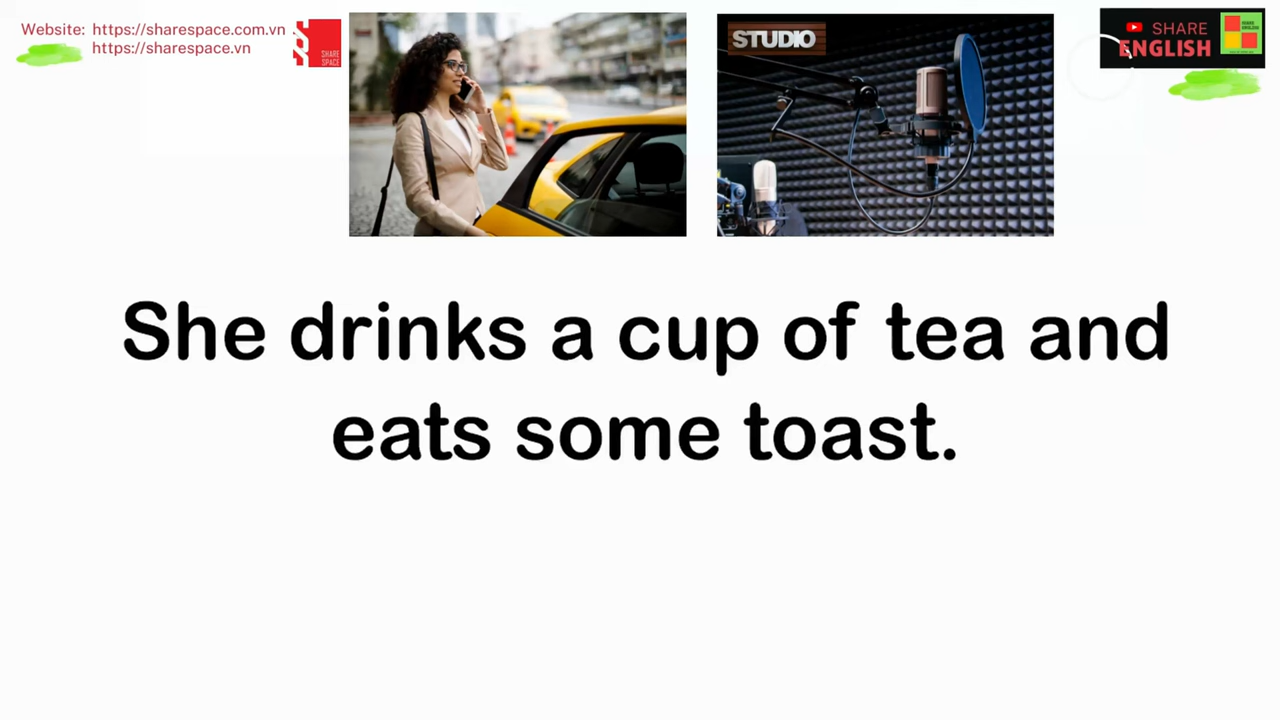 Website: https://sharespace.com.vn
https://sharespace.vn
SHARE
SPACE
STUDIO
SHARE
ENGLISH
She drinks a cup of tea and
eats some toast.